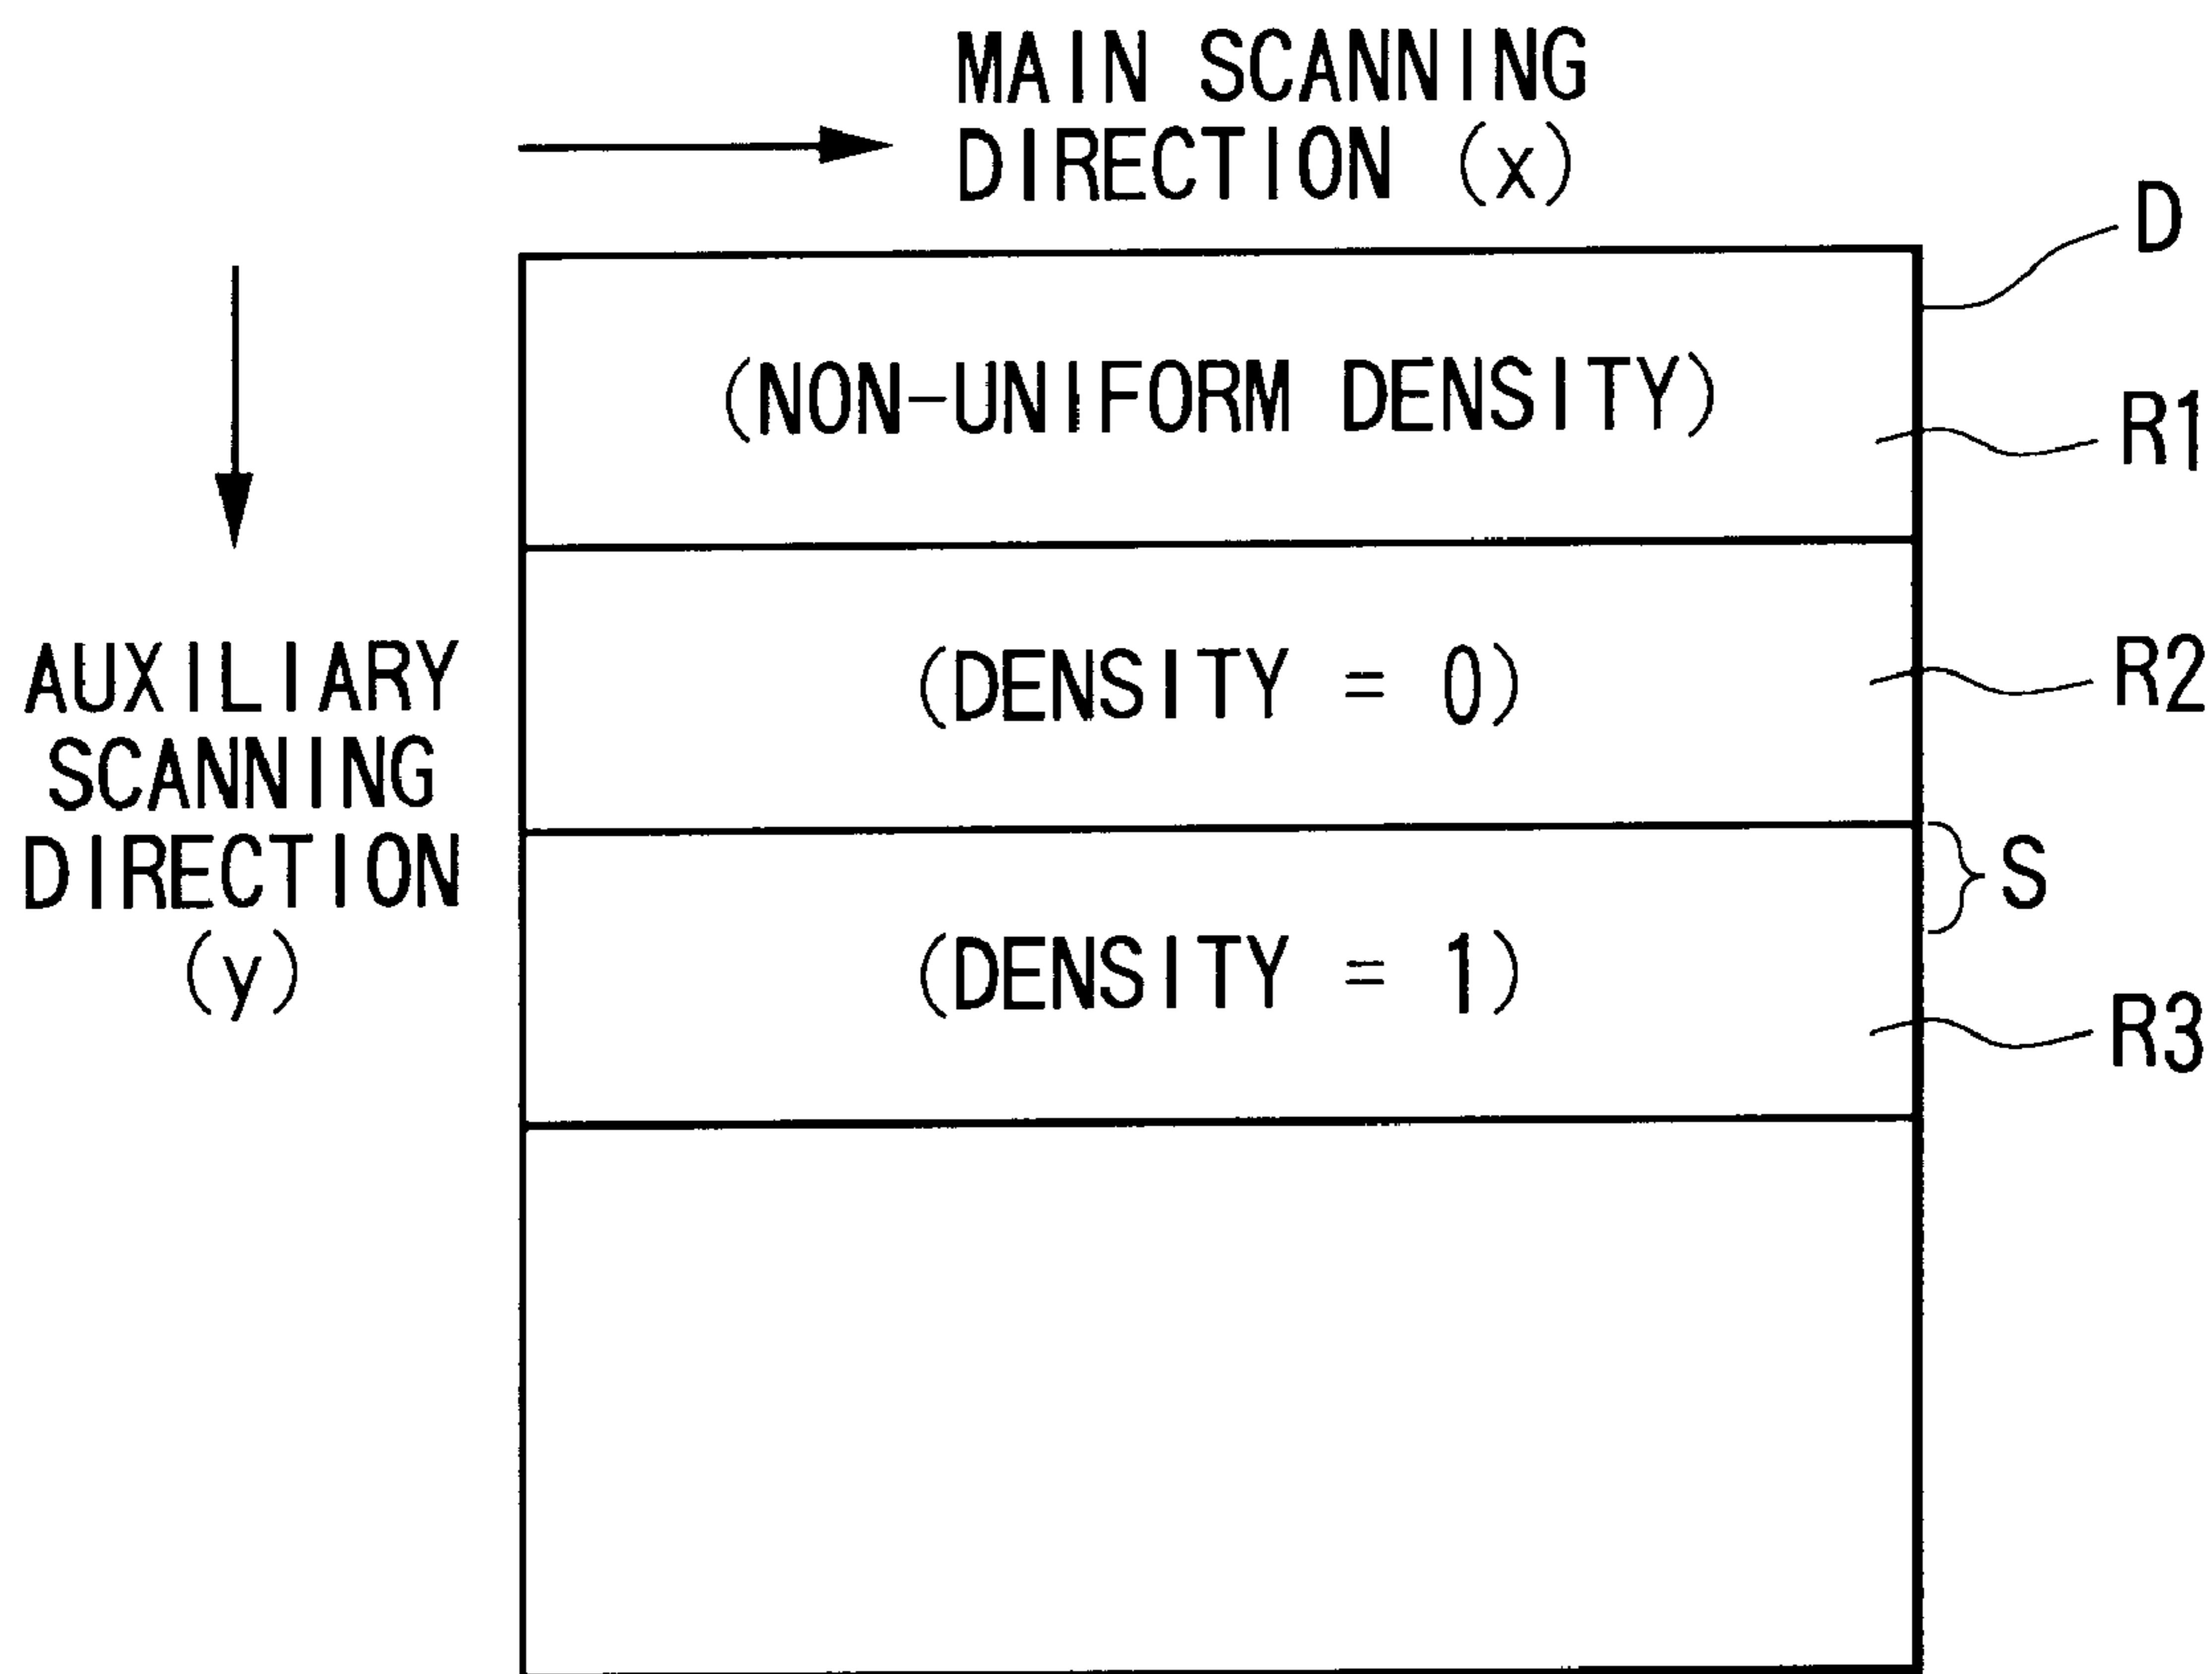 MAIN SCANNING
DIRECTION (x)
D
(NON-UNIFORM DENSITY)
R1
AUXILIARY
SCANNING
DIRECTION
(y)
(DENSITY = 0)
R2
S
(DENSITY = 1)
R3